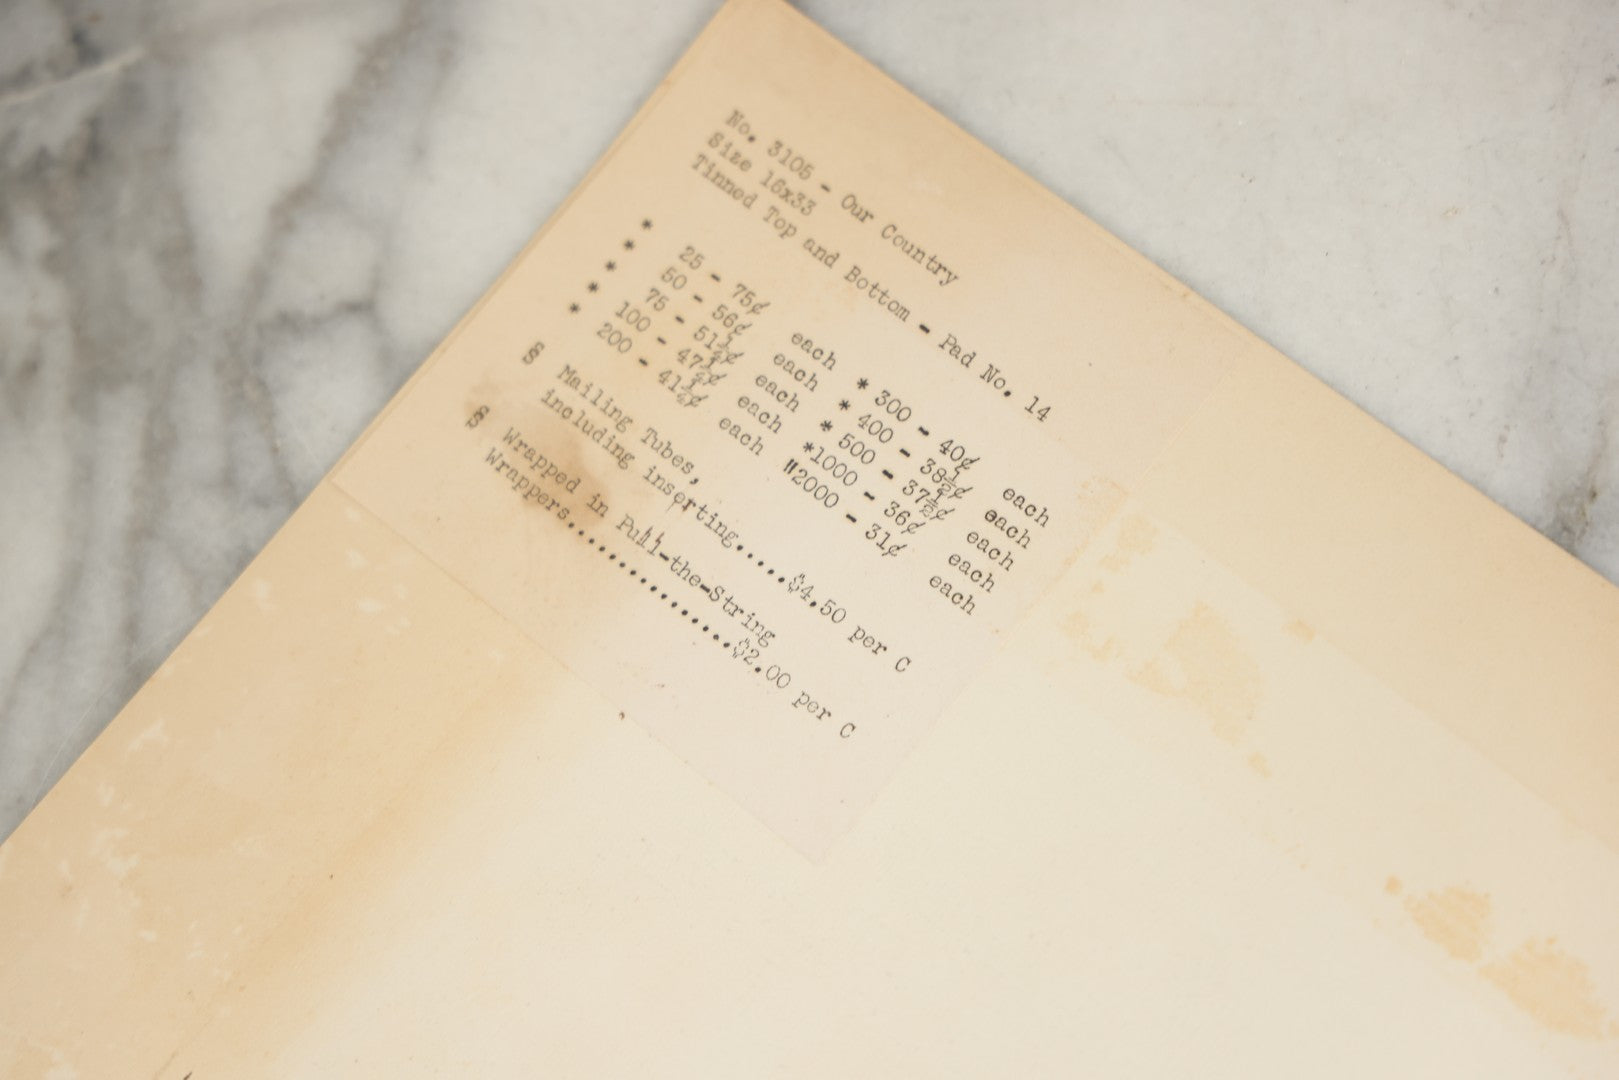 No. 3105 - Our Country
Size 16x33
Tinned Top and Bottom - Pad No. 14
* 25 - 75¢ each * 300 - 40¢ each
* 50 - 56¢ each * 400 - 38½¢ each
* 75 - 51½¢ each * 500 - 37½¢ each
* 100 - 47½¢ each *1000 - 36¢ each
* 200 - 41½¢ each "2000 - 31¢ each
§ Mailing Tubes,
including inserting......$4.50 per C
§ Wrapped in Pull-the-String
Wrappers..................$2.00 per C